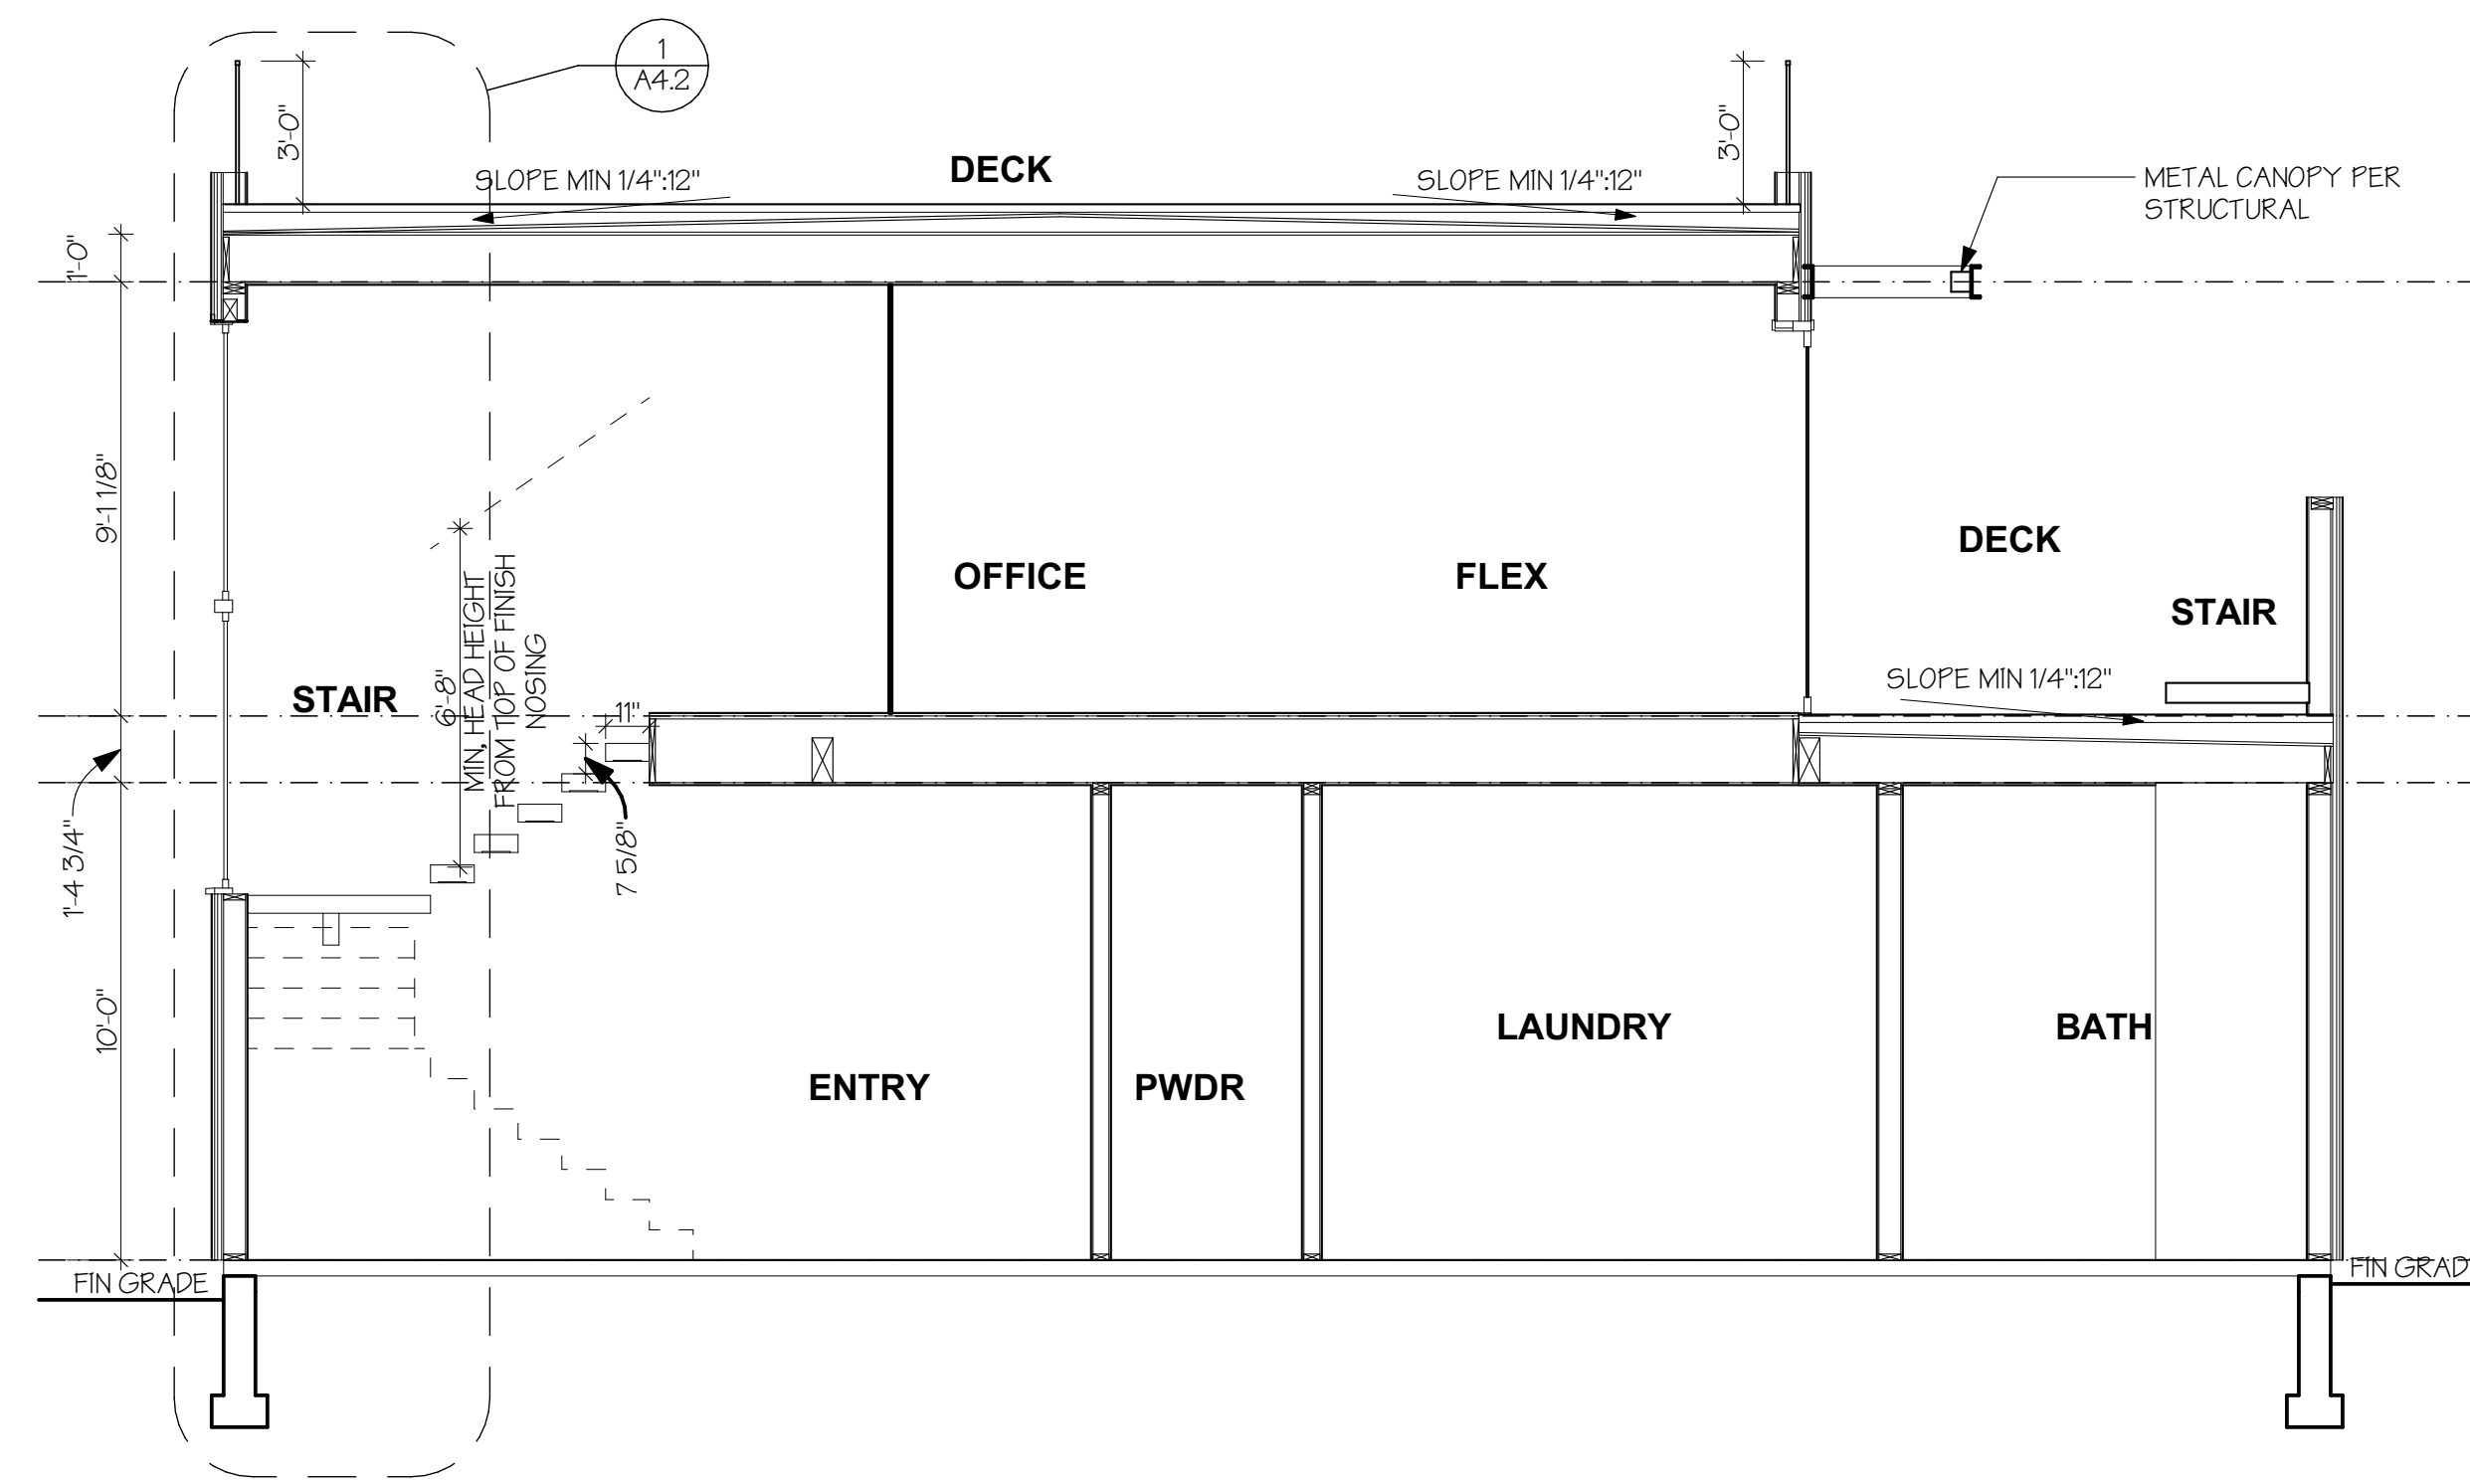 1
A4.2
3'-0"
3'-0"
DECK
SLOPE MIN 1/4":12"
SLOPE MIN 1/4":12"
METAL CANOPY PER
STRUCTURAL
1'-0"
9'-1 1/8"
OFFICE
FLEX
DECK
STAIR
STAIR
6'-8"
MIN, HEAD HEIGHT
FROM TOP OF FINISH
NOSING
11"
SLOPE MIN 1/4":12"
1'-4 3/4"
7 5/8"
10'-0"
ENTRY
PWDR
LAUNDRY
BATH
FIN GRADE
FIN GRAD